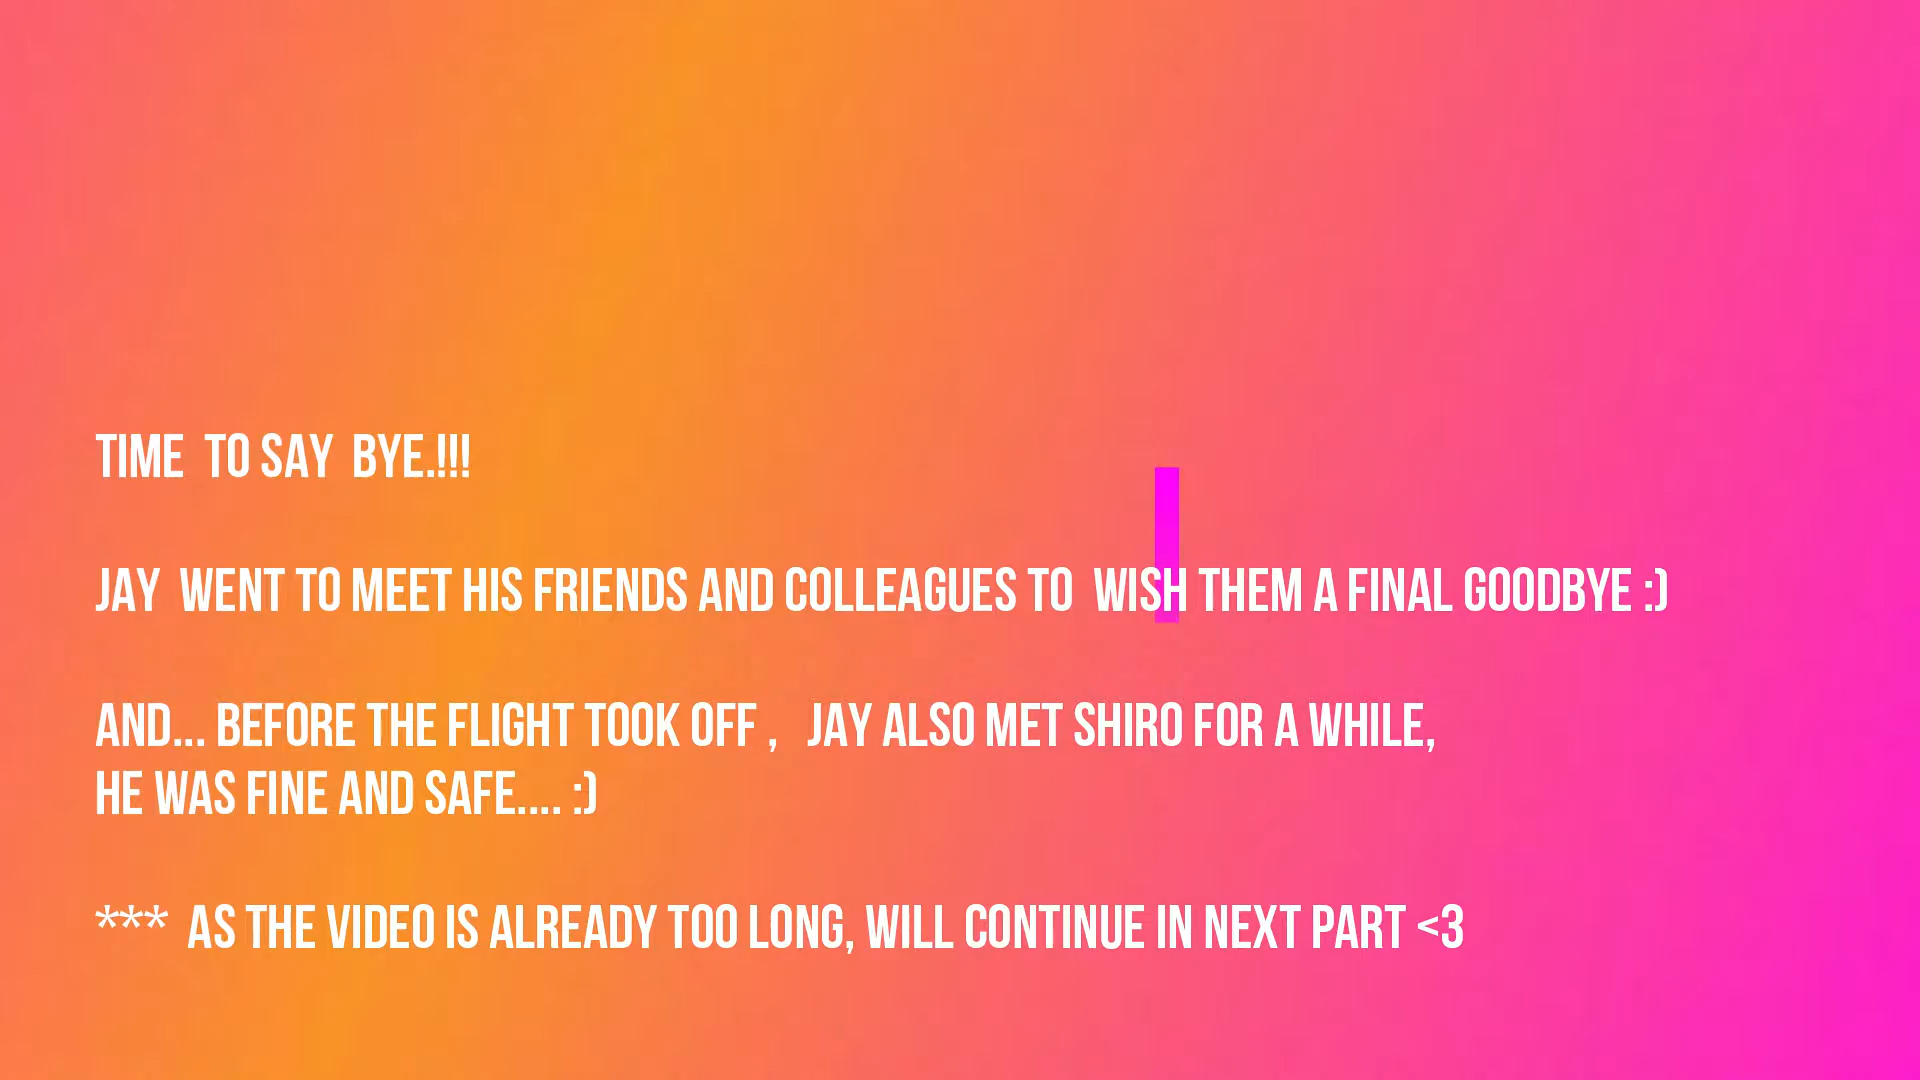 TIME  TO SAY  BYE.!!!
JAY  WENT TO MEET HIS FRIENDS AND COLLEAGUES TO  WISH THEM A FINAL GOODBYE :)
AND... BEFORE THE FLIGHT TOOK OFF ,   JAY ALSO MET SHIRO FOR A WHILE,
HE WAS FINE AND SAFE.... :)
***  AS THE VIDEO IS ALREADY TOO LONG, WILL CONTINUE IN NEXT PART <3